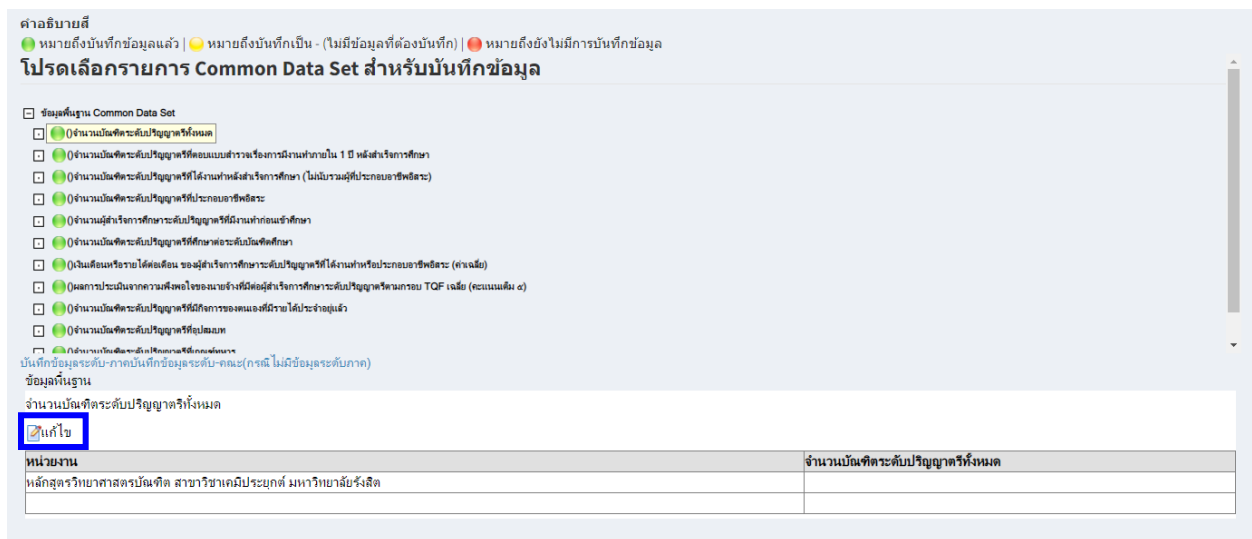 คำอธิบายสี
หมายถึงบันทึกข้อมูลแล้ว | หมายถึงบันทึกเป็น - (ไม่มีข้อมูลที่ต้องบันทึก) | หมายถึงยังไม่มีการบันทึกข้อมูล
โปรดเลือกรายการ Common Data Set สำหรับบันทึกข้อมูล
ข้อมูลพื้นฐาน Common Data Set
()จำนวนบัณฑิตระดับปริญญาตรีทั้งหมด
()จำนวนบัณฑิตระดับปริญญาตรีที่ตอบแบบสำรวจเรื่องการมีงานทำภายใน 1 ปี หลังสำเร็จการศึกษา
()จำนวนบัณฑิตระดับปริญญาตรีที่ได้งานทำหลังสำเร็จการศึกษา (ไม่นับรวมผู้ที่ประกอบอาชีพอิสระ)
()จำนวนบัณฑิตระดับปริญญาตรีที่ประกอบอาชีพอิสระ
()จำนวนผู้สำเร็จการศึกษาระดับปริญญาตรีที่มีงานทำก่อนเข้าศึกษา
()จำนวนบัณฑิตระดับปริญญาตรีที่ศึกษาต่อระดับบัณฑิตศึกษา
()เงินเดือนหรือรายได้ต่อเดือน ของผู้สำเร็จการศึกษาระดับปริญญาตรีที่ได้งานทำหรือประกอบอาชีพอิสระ (ค่าเฉลี่ย)
()ผลการประเมินจากความพึงพอใจของนายจ้างที่มีต่อผู้สำเร็จการศึกษาระดับปริญญาตรีตามกรอบ TQF เฉลี่ย (คะแนนเต็ม ๕)
()จำนวนบัณฑิตระดับปริญญาตรีที่มีกิจการของตนเองที่มีรายได้ประจำอยู่แล้ว
()จำนวนบัณฑิตระดับปริญญาตรีที่อุปสมบท
()จำนวนบัณฑิตระดับปริญญาตรีที่เกณฑ์ทหาร
บันทึกข้อมูลระดับ-ภาคบันทึกข้อมูลระดับ-คณะ(กรณีไม่มีข้อมูลระดับภาค)
ข้อมูลพื้นฐาน
จำนวนบัณฑิตระดับปริญญาตรีทั้งหมด
แก้ไข
หน่วยงาน จำนวนบัณฑิตระดับปริญญาตรีทั้งหมด
หลักสูตรวิทยาศาสตรบัณฑิต สาขาวิชาเคมีประยุกต์ มหาวิทยาลัยรังสิต